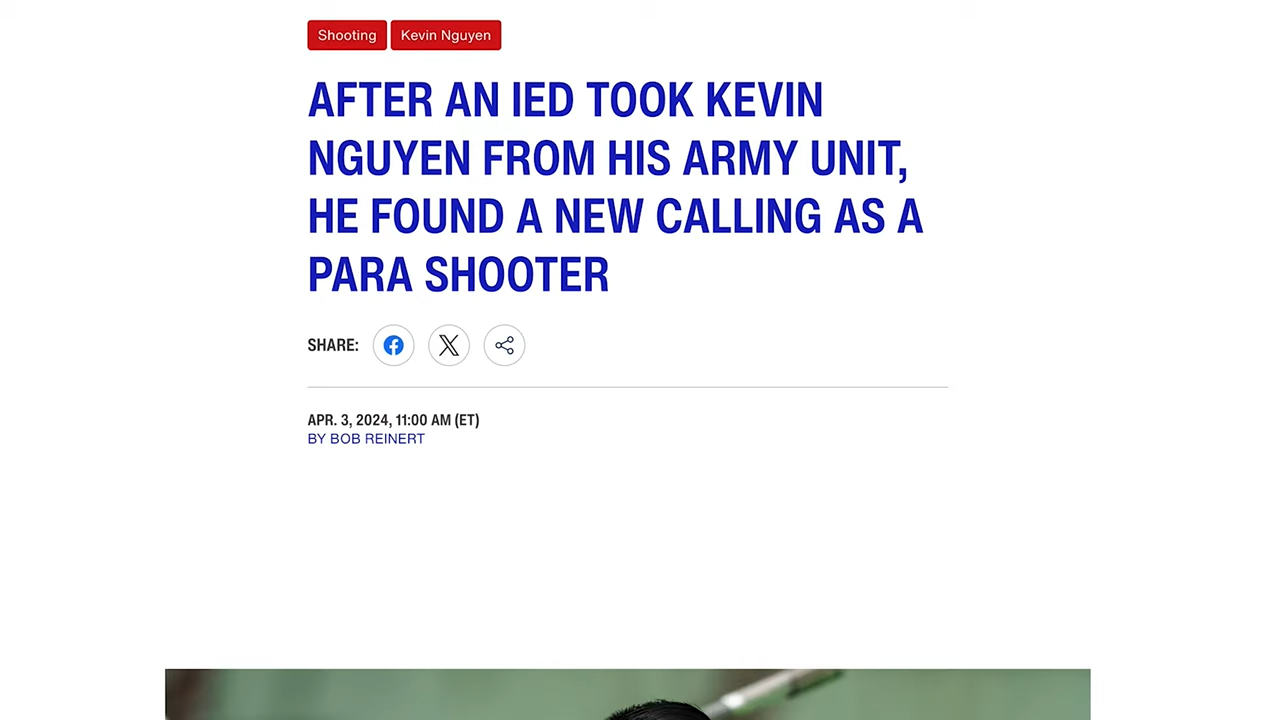 Shooting Kevin Nguyen
AFTER AN IED TOOK KEVIN
NGUYEN FROM HIS ARMY UNIT,
HE FOUND A NEW CALLING AS A
PARA SHOOTER
SHARE:
APR. 3, 2024, 11:00 AM (ET)
BY BOB REINERT